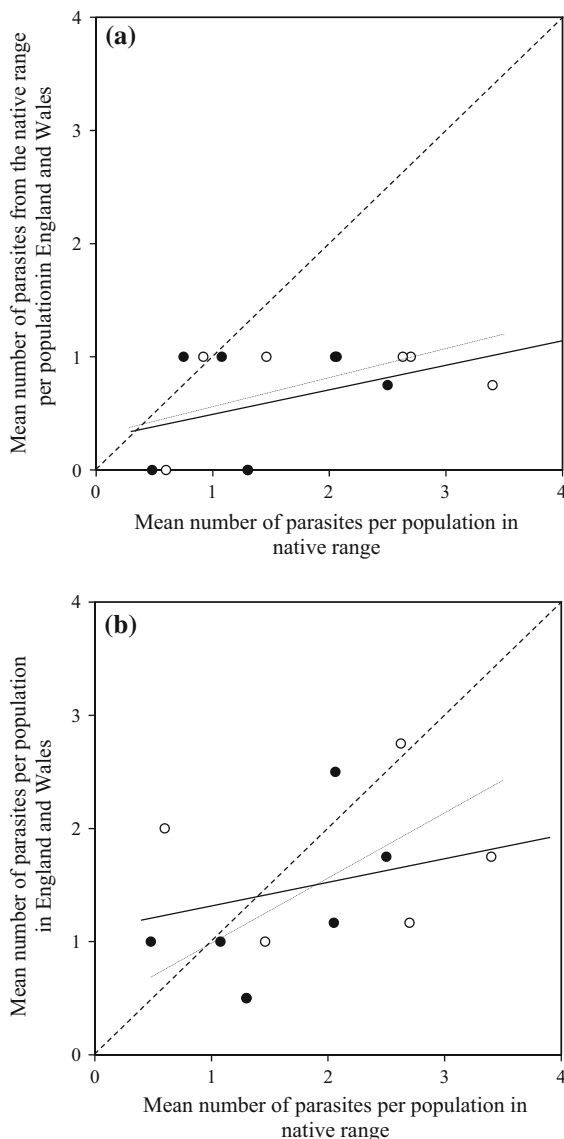 (a)
Mean number of parasites from the native range
per populationin England and Wales
4
3
2
1
0
0 1 2 3 4
Mean number of parasites per population in
native range
(b)
Mean number of parasites per population
in England and Wales
4
3
2
1
0
0 1 2 3 4
Mean number of parasites per population in
native range